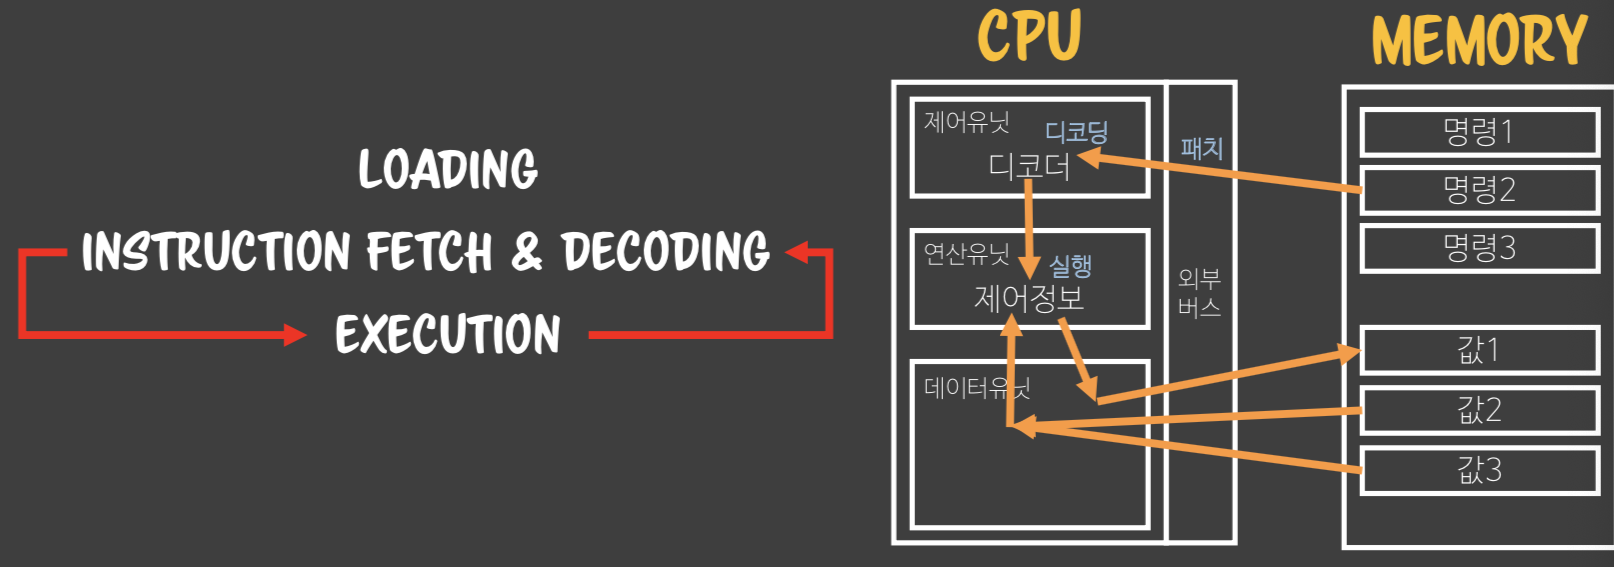 LOADING
INSTRUCTION FETCH & DECODING
EXECUTION
CPU
제어유닛
디코딩
디코더
연산유닛
실행
제어정보
데이터유닛
패치
외부
버스
MEMORY
명령1
명령2
명령3
값1
값2
값3